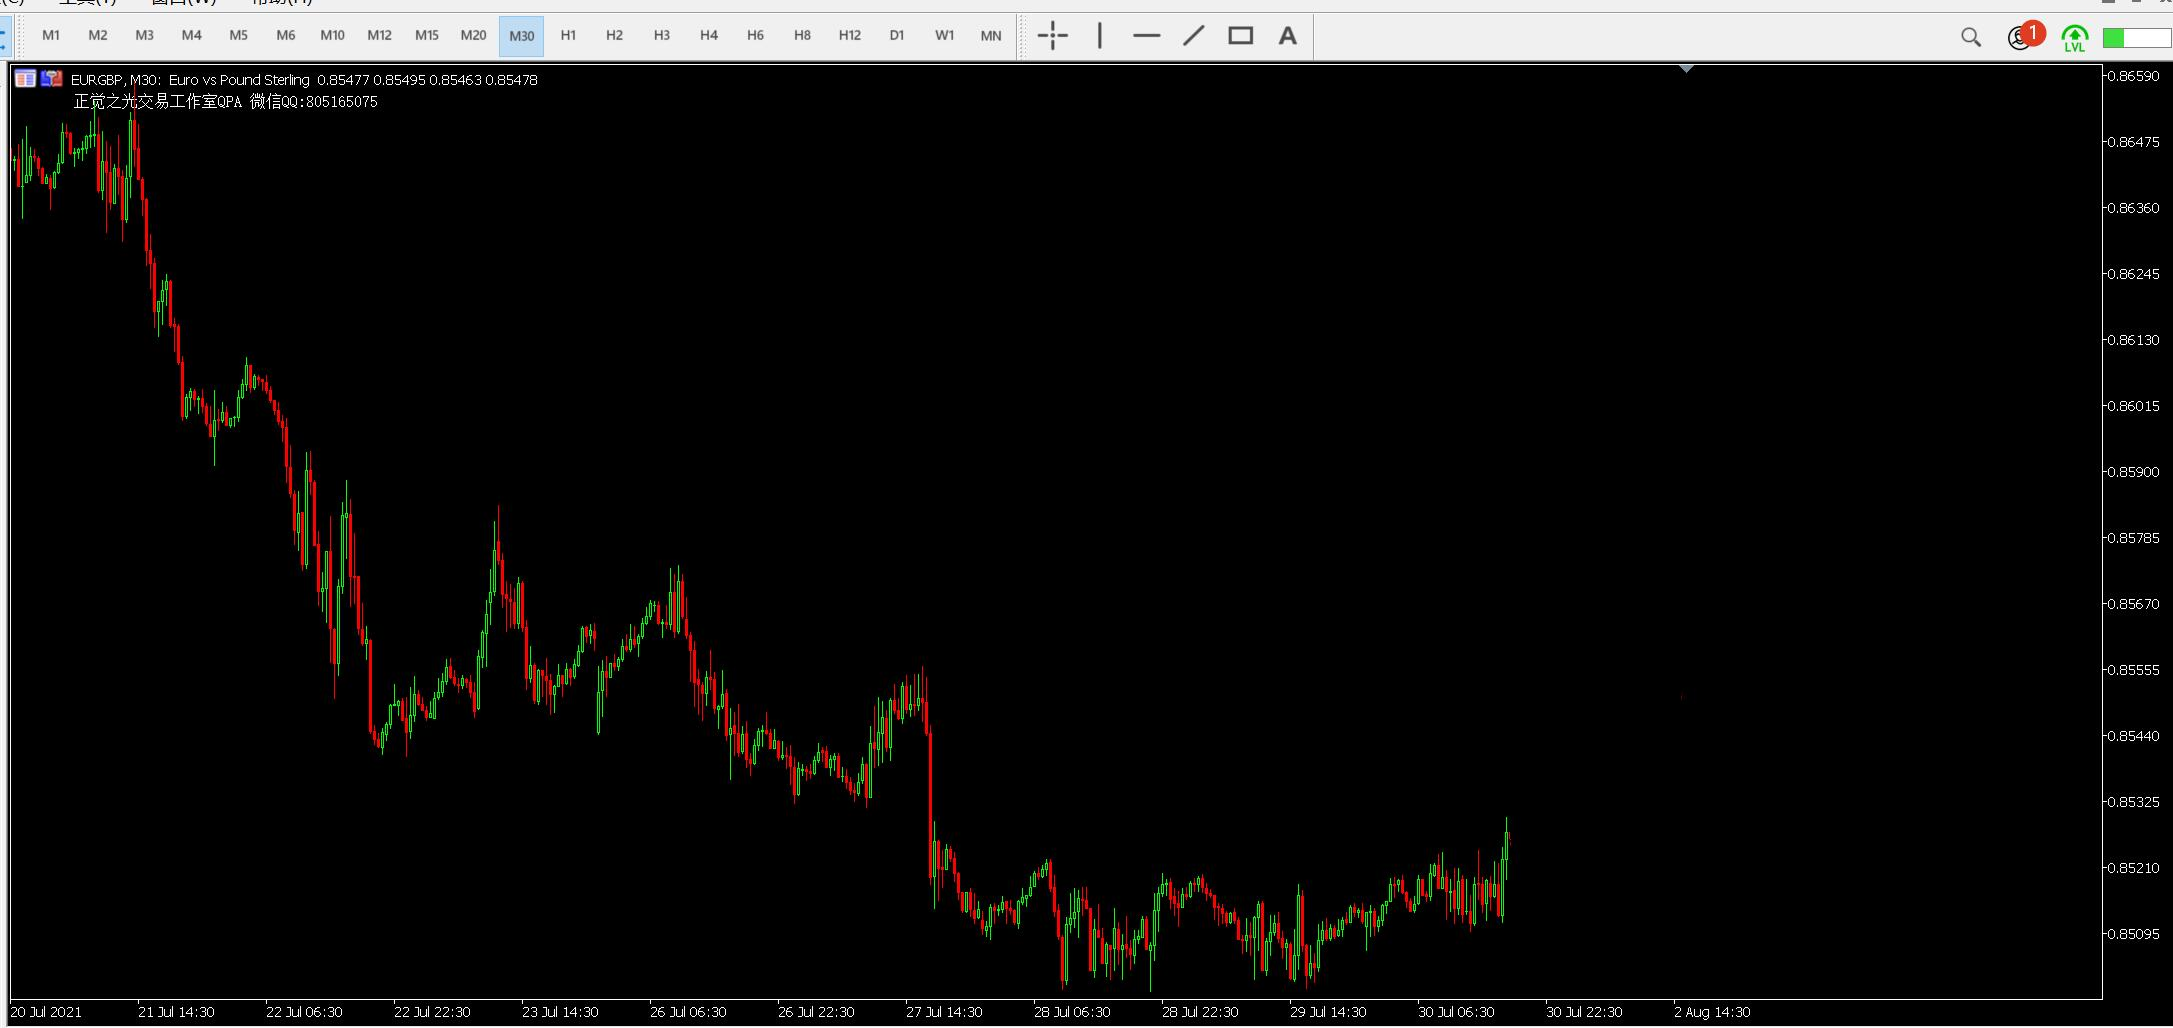 工具(T) 窗口(W) 帮助(H)
M1 M2 M3 M4 M5 M6 M10 M12 M15 M20 M30 H1 H2 H3 H4 H6 H8 H12 D1 W1 MN A 1 LVL
EURGBP, M30: Euro vs Pound Sterling 0.85477 0.85495 0.85463 0.85478
正觉之光交易工作室QPA 微信QQ:805165075
0.86590
0.86475
0.86360
0.86245
0.86130
0.86015
0.85900
0.85785
0.85670
0.85555
0.85440
0.85325
0.85210
0.85095
20 Jul 2021 21 Jul 14:30 22 Jul 06:30 22 Jul 22:30 23 Jul 14:30 26 Jul 06:30 26 Jul 22:30 27 Jul 14:30 28 Jul 06:30 28 Jul 22:30 29 Jul 14:30 30 Jul 06:30 30 Jul 22:30 2 Aug 14:30